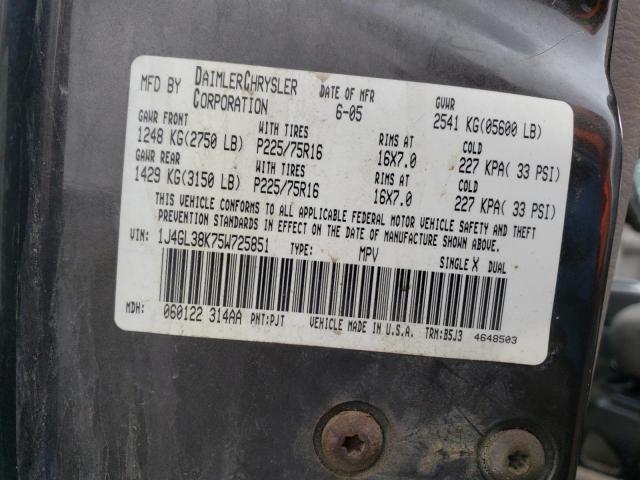 MFD BY DAIMLERCHRYSLER CORPORATION DATE OF MFR 6-05 GVWR 2541 KG(05600 LB)
GAWR FRONT WITH TIRES RIMS AT COLD
1248 KG(2750 LB) P225/75R16 16X7.0 227 KPA( 33 PSI)
GAWR REAR WITH TIRES RIMS AT COLD
1429 KG(3150 LB) P225/75R16 16X7.0 227 KPA( 33 PSI)
THIS VEHICLE CONFORMS TO ALL APPLICABLE FEDERAL MOTOR VEHICLE SAFETY AND THEFT
PREVENTION STANDARDS IN EFFECT ON THE DATE OF MANUFACTURE SHOWN ABOVE.
VIN: 1J4GL38K75W725851 TYPE: MPV SINGLE X DUAL
MDH: 060122 314AA PNT:PJT VEHICLE MADE IN U.S.A. TRM:B5J3 4648503